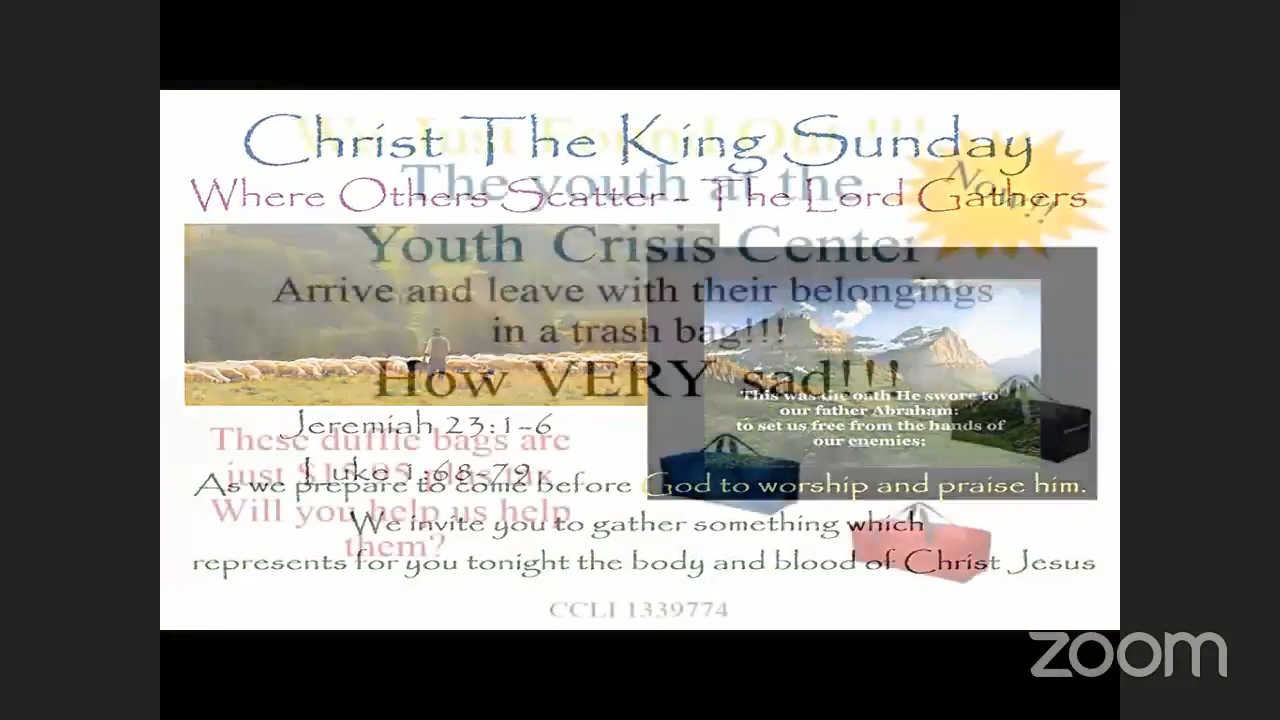 Christ The King Sunday
Where Others Scatter - The Lord Gathers
The youth at the
Now!!
Youth Crisis Center
Arrive and leave with their belongings
in a trash bag!!!
How VERY sad!!!
This was the oath He swore to
our father Abraham:
to set us free from the hands of
our enemies;
Jeremiah 23:1-6
These duffle bags are
just
Luke 1:68-79
As we prepare to come before God to worship and praise him.
Will you help us help
We invite you to gather something which
them?
represents for you tonight the body and blood of Christ Jesus
CCLI 1339774
zoom